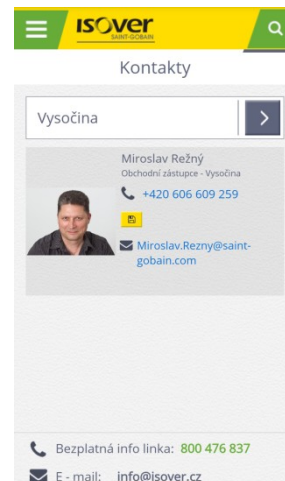 isover
SAINT-GOBAIN
Kontakty
Vysočina
Miroslav Režný
Obchodní zástupce - Vysočina
+420 606 609 259
Miroslav.Rezny@saint-
gobain.com
Bezplatná info linka: 800 476 837
E - mail: info@isover.cz